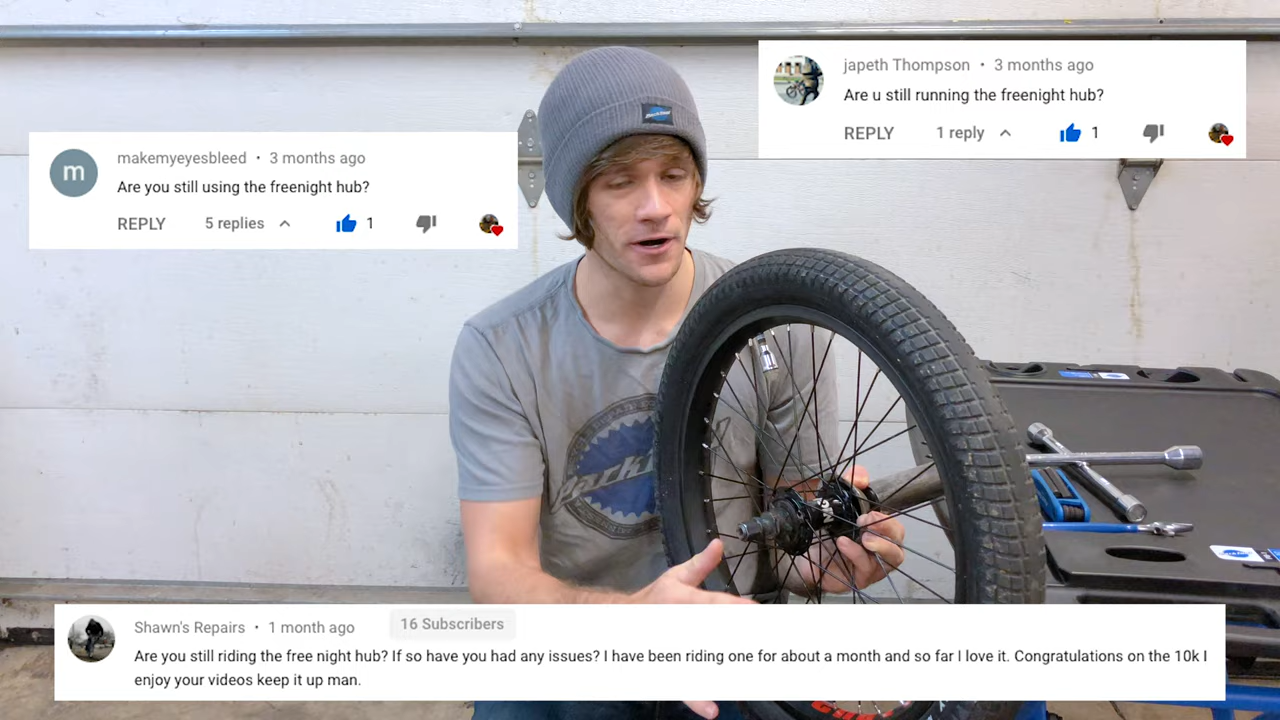 japeth Thompson • 3 months ago
Are u still running the freenight hub?
REPLY 1 reply 1
m
makemyeyesbleed • 3 months ago
Are you still using the freenight hub?
REPLY 5 replies 1
Shawn's Repairs • 1 month ago 16 Subscribers
Are you still riding the free night hub? If so have you had any issues? I have been riding one for about a month and so far I love it. Congratulations on the 10k I
enjoy your videos keep it up man.